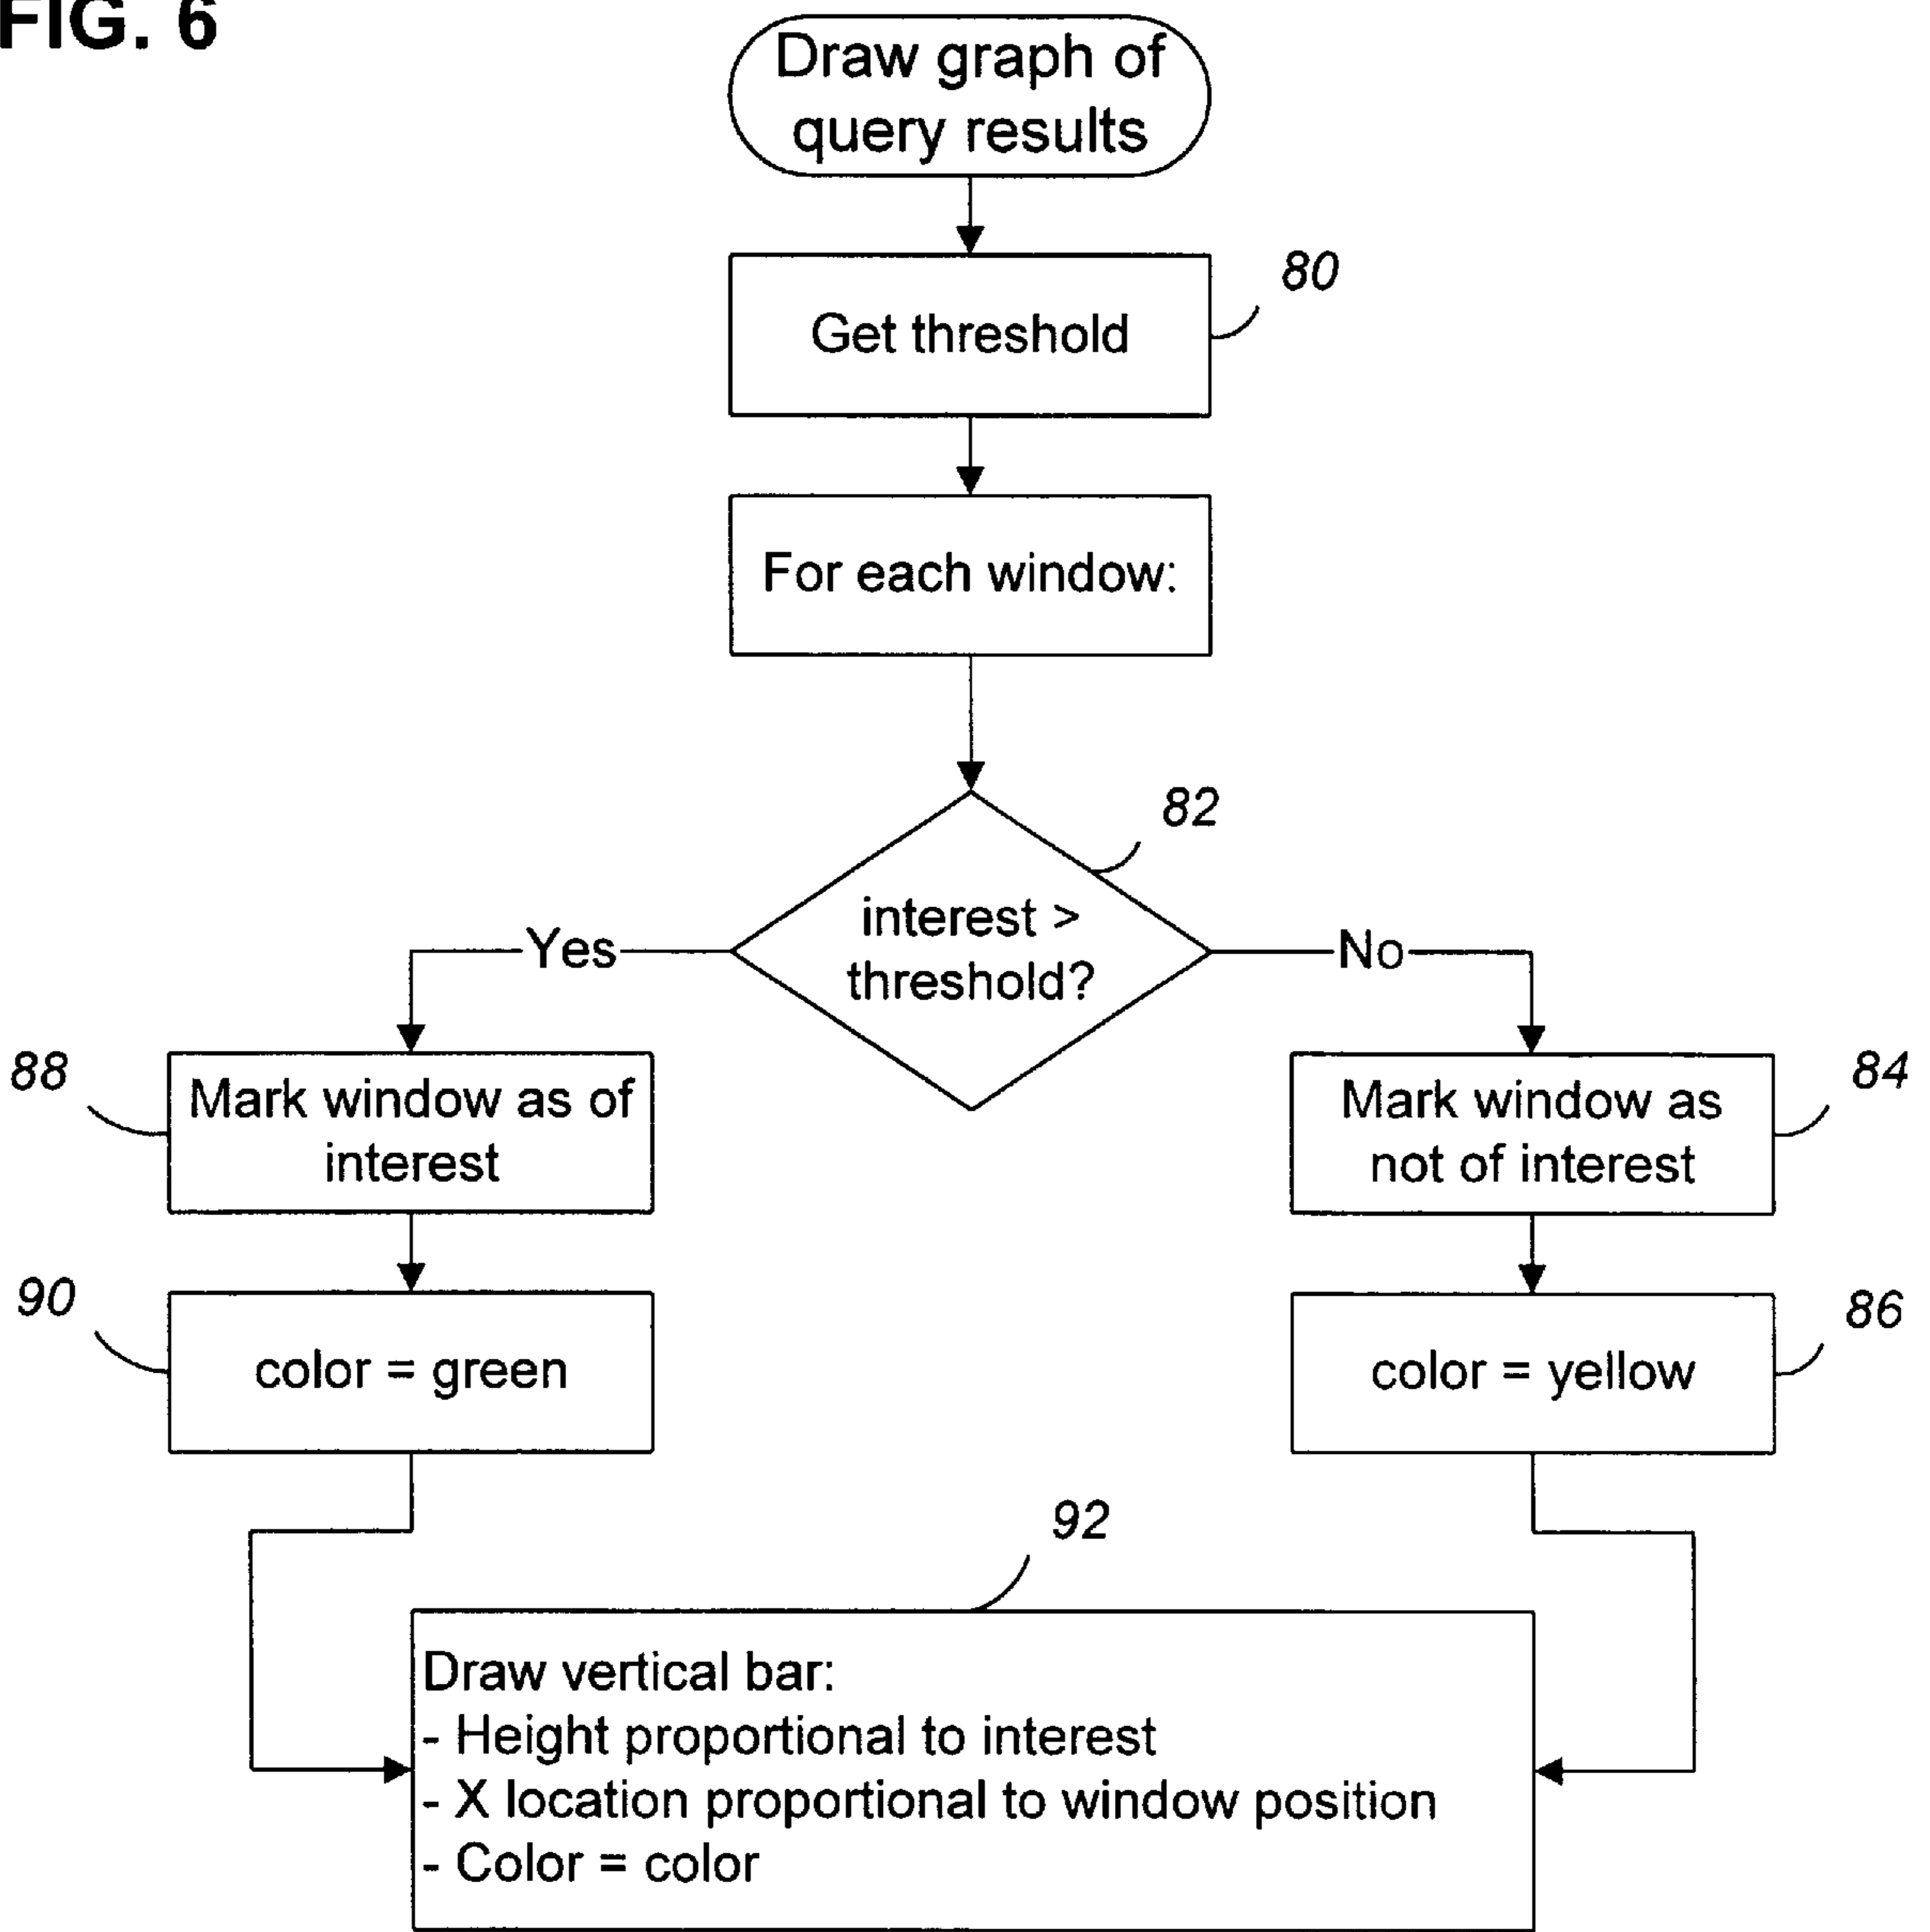 FIG. 6
Draw graph of
query results
80
Get threshold
For each window:
82
interest >
threshold?
Yes
No
88
Mark window as of
interest
84
Mark window as
not of interest
90
color = green
86
color = yellow
92
Draw vertical bar:
- Height proportional to interest
- X location proportional to window position
- Color = color